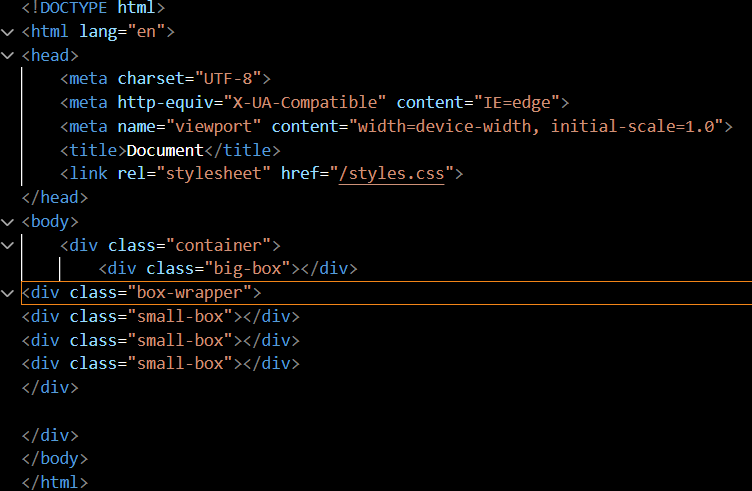 <!DOCTYPE html>
<html lang="en">
<head>
    <meta charset="UTF-8">
    <meta http-equiv="X-UA-Compatible" content="IE=edge">
    <meta name="viewport" content="width=device-width, initial-scale=1.0">
    <title>Document</title>
    <link rel="stylesheet" href="/styles.css">
</head>
<body>
    <div class="container">
        <div class="big-box"></div>
<div class="box-wrapper">
<div class="small-box"></div>
<div class="small-box"></div>
<div class="small-box"></div>
</div>

</div>
</body>
</html>